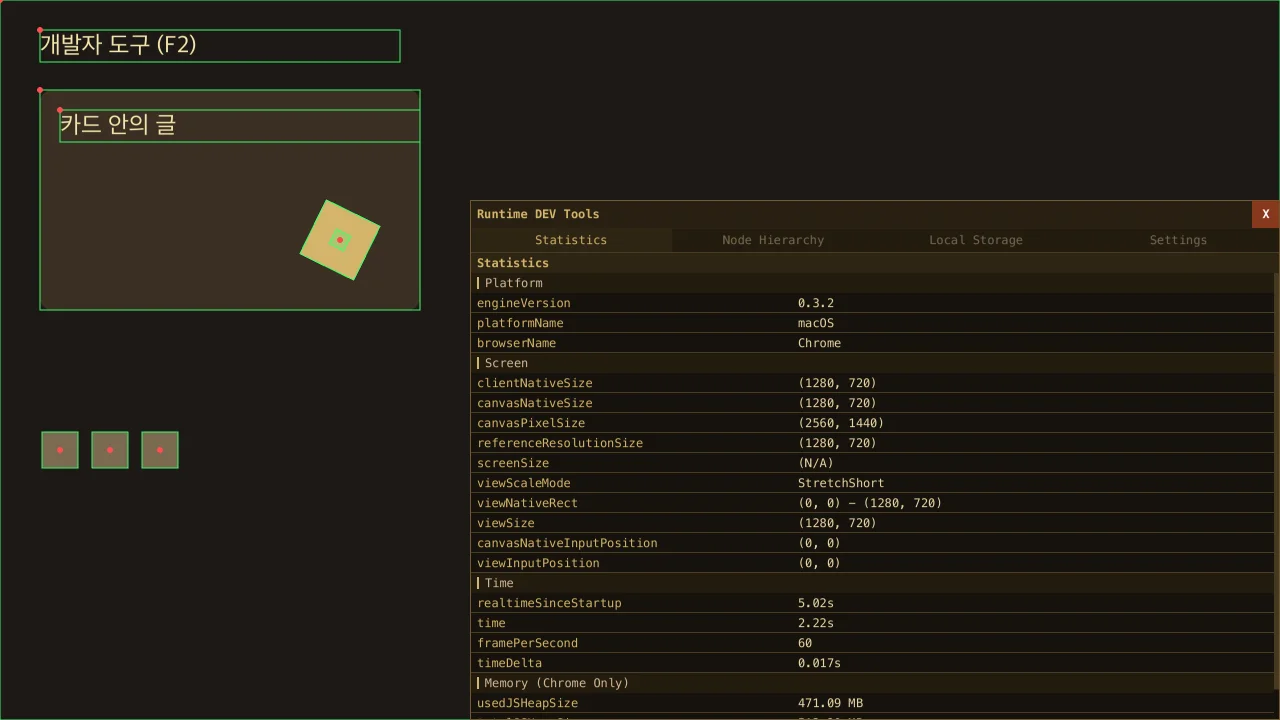 개발자 도구 (F2)
카드 안의 글
Runtime DEV Tools X
Statistics Node Hierarchy Local Storage Settings
Statistics
Platform
engineVersion 0.3.2
platformName macOS
browserName Chrome
Screen
clientNativeSize (1280, 720)
canvasNativeSize (1280, 720)
canvasPixelSize (2560, 1440)
referenceResolutionSize (1280, 720)
screenSize (N/A)
viewScaleMode StretchShort
viewNativeRect (0, 0) – (1280, 720)
viewSize (1280, 720)
canvasNativeInputPosition (0, 0)
viewInputPosition (0, 0)
Time
realtimeSinceStartup 5.02s
time 2.22s
framePerSecond 60
timeDelta 0.017s
Memory (Chrome Only)
usedJSHeapSize 471.09 MB